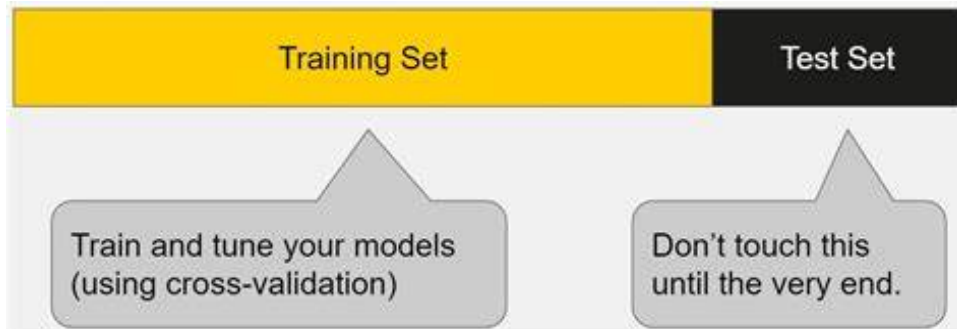 Training Set
Test Set
Train and tune your models
(using cross-validation)
Don’t touch this
until the very end.